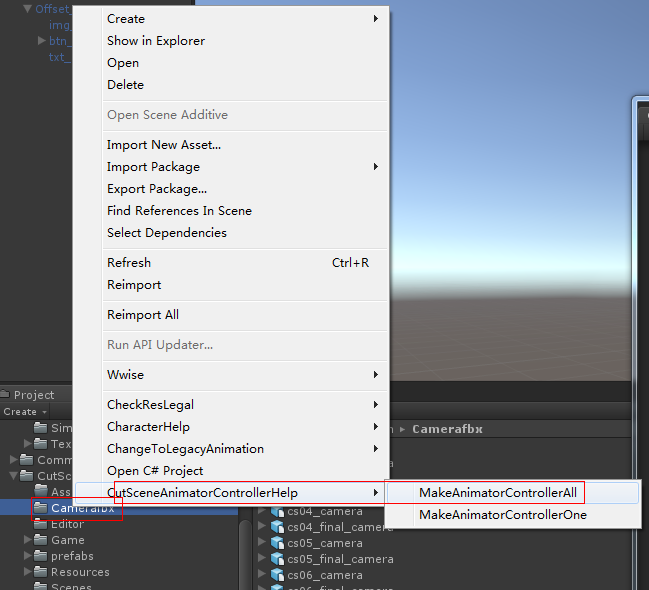 Offset_
img_
btn_
txt_
Create
Show in Explorer
Open
Delete
Open Scene Additive
Import New Asset...
Import Package
Export Package...
Find References In Scene
Select Dependencies
Refresh Ctrl+R
Reimport
Reimport All
Run API Updater...
Wwise
CheckResLegal
CharacterHelp
ChangeToLegacyAnimation
Open C# Project
CutSceneAnimatorControllerHelp
MakeAnimatorControllerAll
MakeAnimatorControllerOne
Project
Create
Sim
Tex
Comm
CutSc
Ass
Camerafbx
Editor
Game
prefabs
Resources
Scenes
Camerafbx
cs04_camera
cs04_final_camera
cs05_camera
cs05_final_camera
cs06_camera